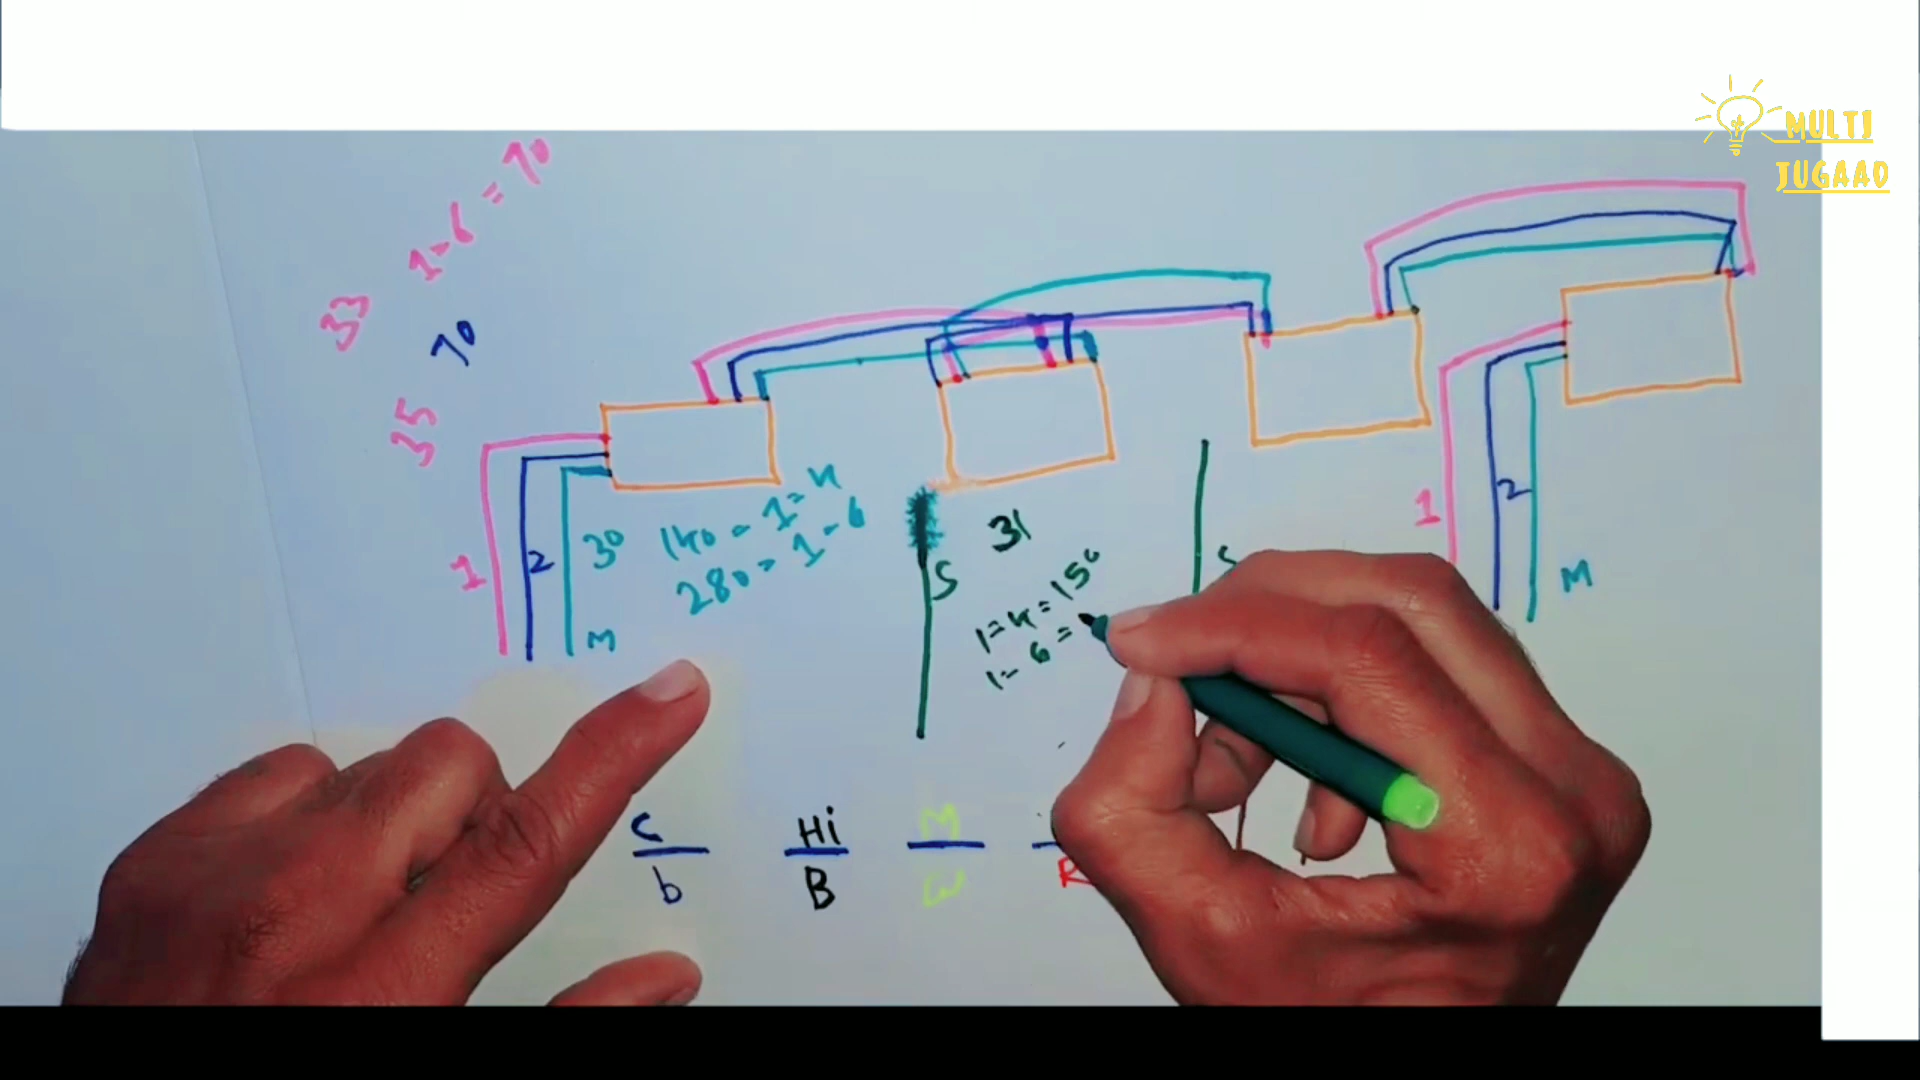 MULTI
JUGAAD
1-6=70
33
70
35
1
2
30
M
140-1=4
280=1-6
S
31
1=4=150
1-6=
S
1
2
M
C
b
Hi
B
M
R